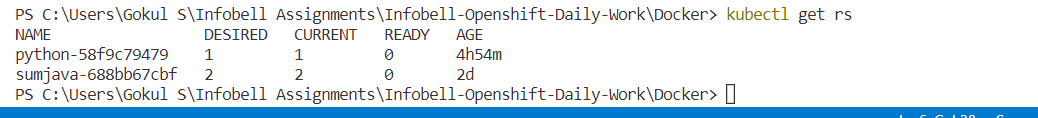 PS C:\Users\Gokul S\Infobell Assignments\Infobell-Openshift-Daily-Work\Docker> kubectl get rs
NAME DESIRED CURRENT READY AGE
python-58f9c79479 1 1 0 4h54m
sumjava-688bb67cbf 2 2 0 2d
PS C:\Users\Gokul S\Infobell Assignments\Infobell-Openshift-Daily-Work\Docker>